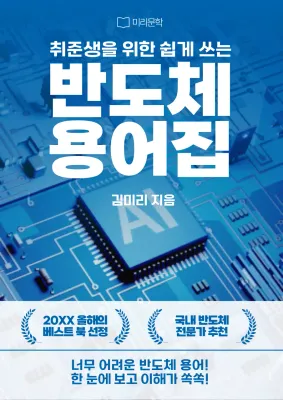 미리문학
취준생을 위한 쉽게 쓰는
반도체
용어집
김미리 지음
AI
20XX 올해의
베스트 북 선정
국내 반도체
전문가 추천
너무 어려운 반도체 용어!
한 눈에 보고 이해가 쏙쏙!